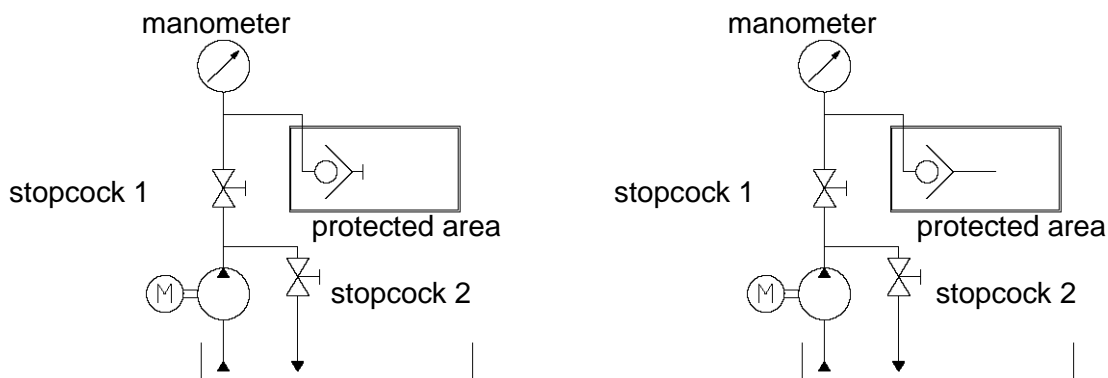 manometer
stopcock 1
protected area
M
stopcock 2
manometer
stopcock 1
protected area
M
stopcock 2